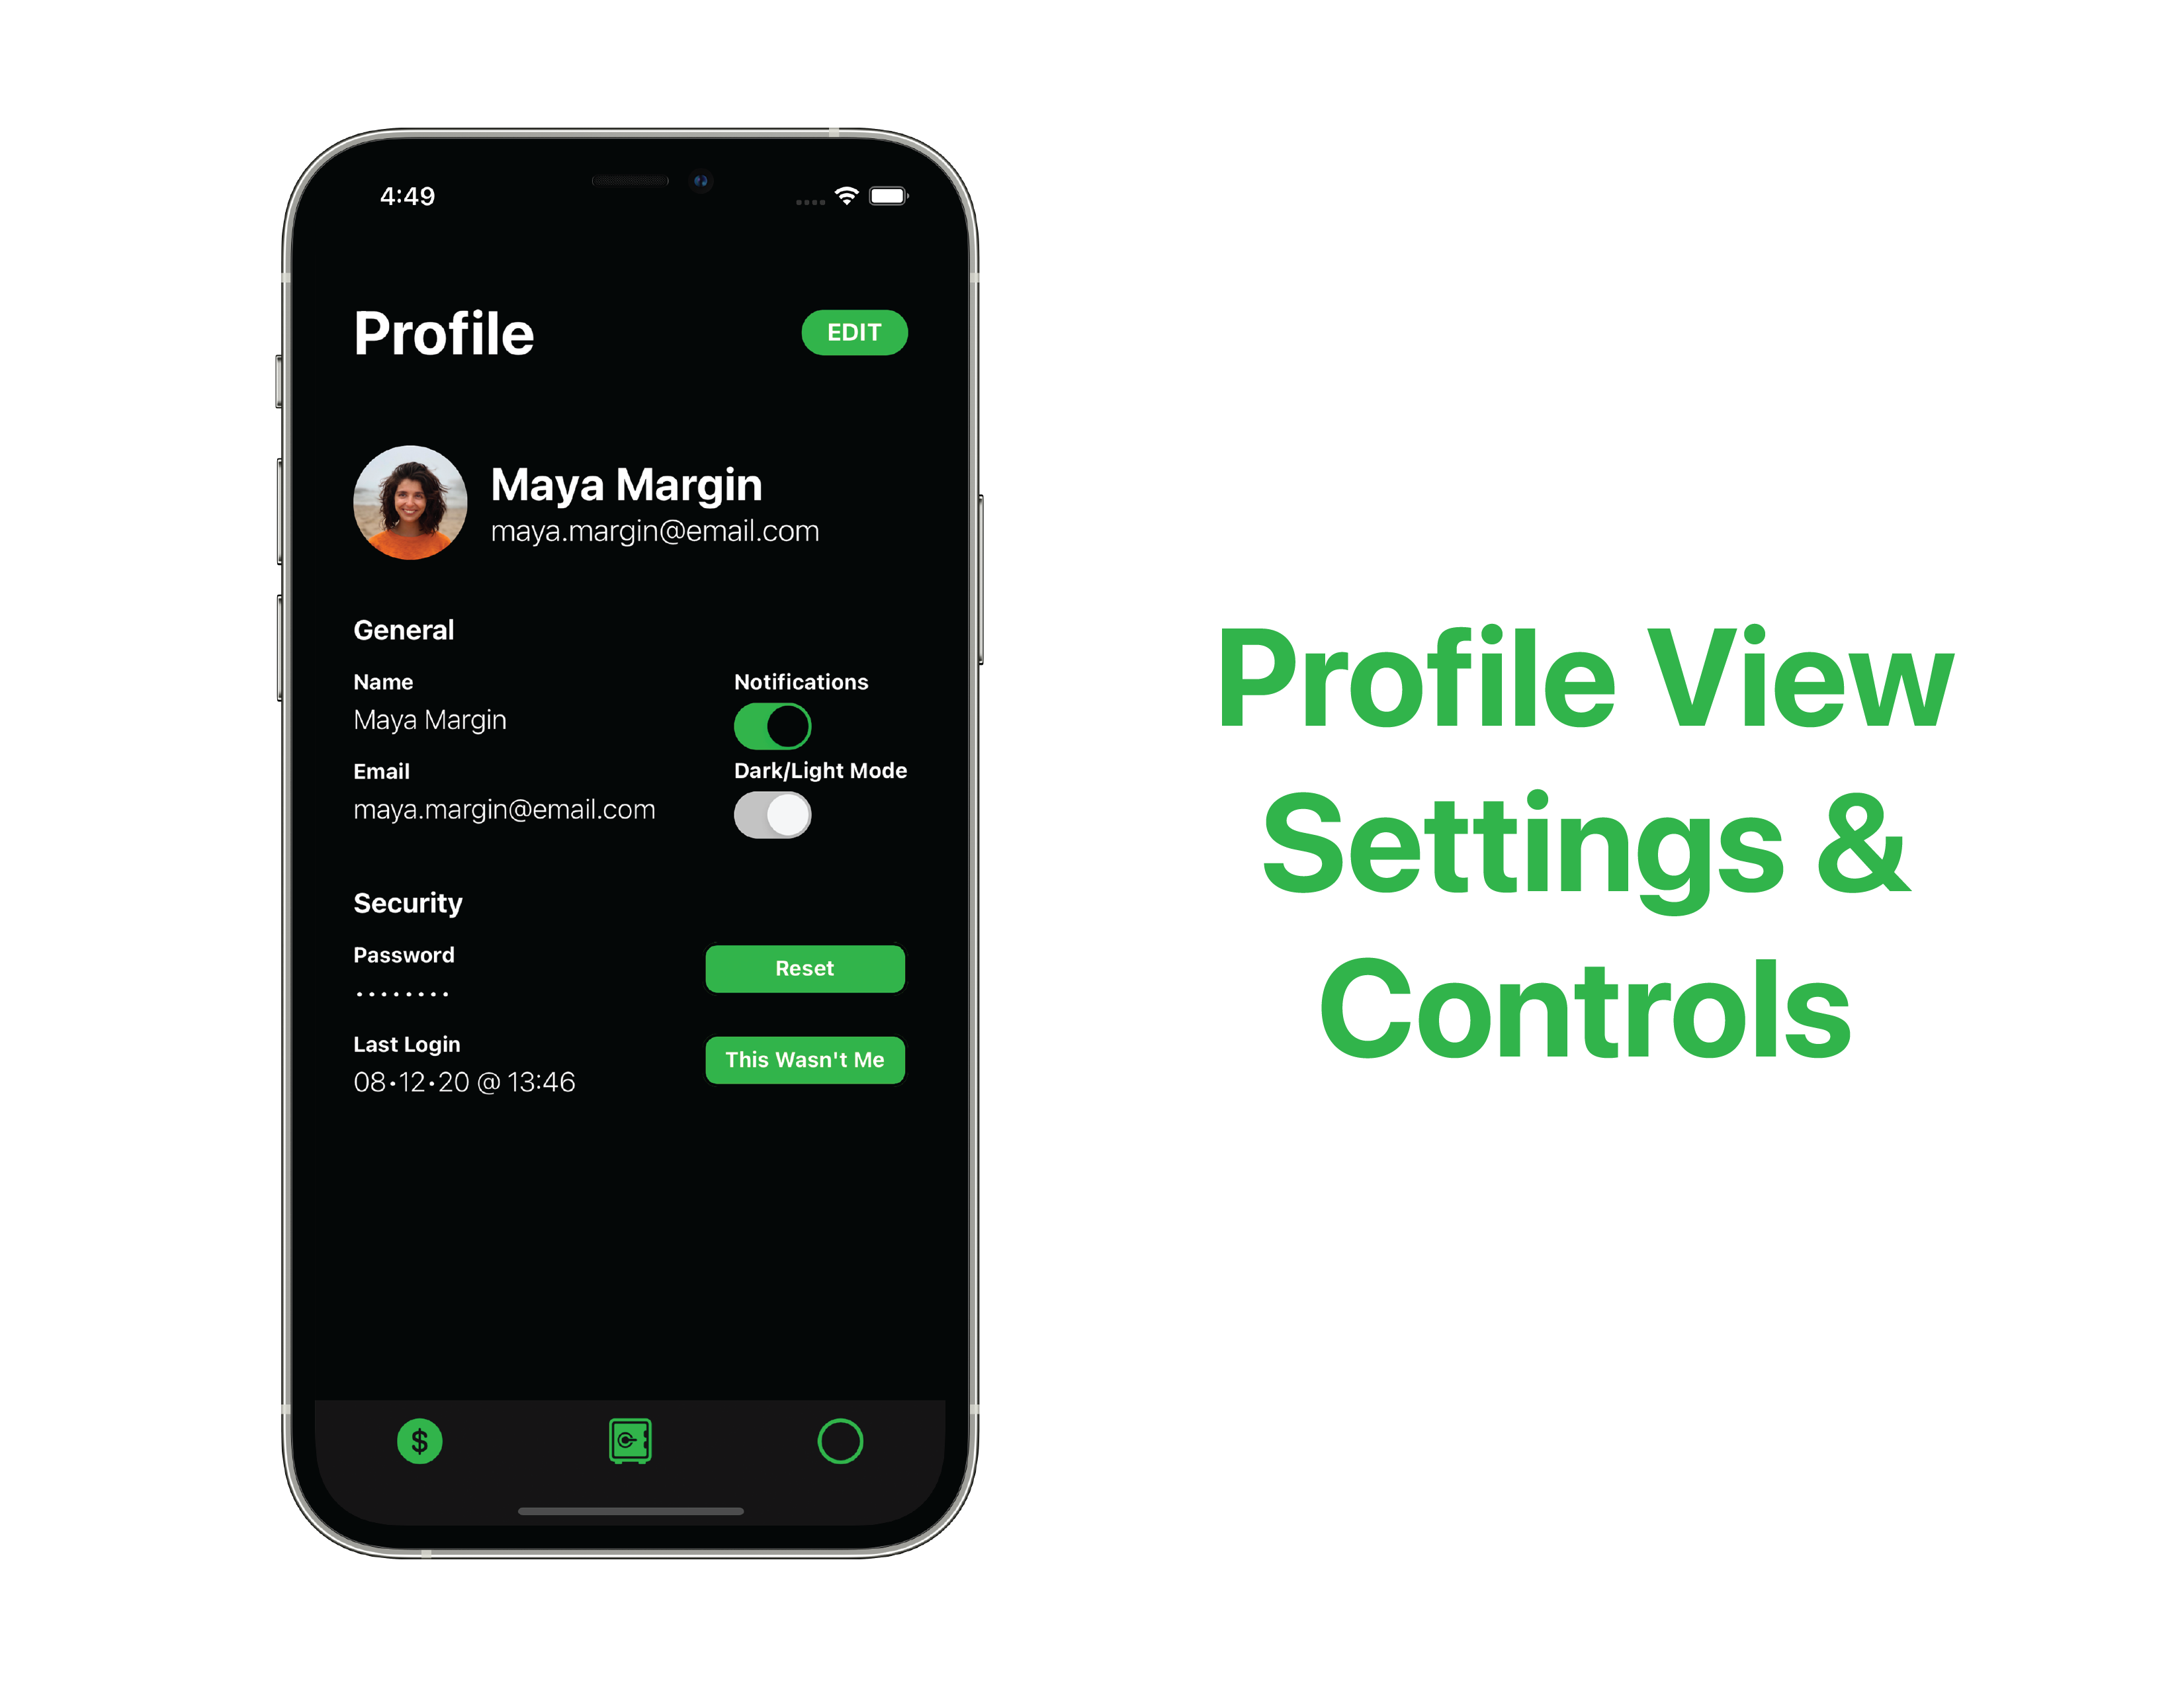 4:49
Profile
EDIT
Maya Margin
maya.margin@email.com
General
Name
Notifications
Maya Margin
Email
Dark/Light Mode
maya.margin@email.com
Security
Password
Reset
••••••••
Last Login
This Wasn't Me
08•12•20 @ 13:46
$
Profile View
Settings &
Controls